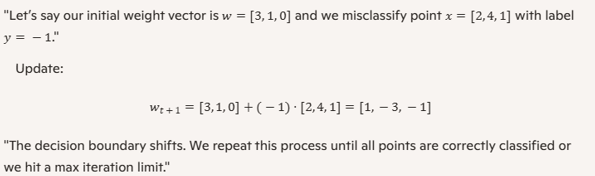 "Let's say our initial weight vector is w = [3, 1, 0] and we misclassify point x = [2, 4, 1] with label
y = − 1."
Update:
wₜ₊₁ = [3,1,0] + ( − 1) · [2,4,1] = [1, − 3, − 1]
"The decision boundary shifts. We repeat this process until all points are correctly classified or
we hit a max iteration limit."